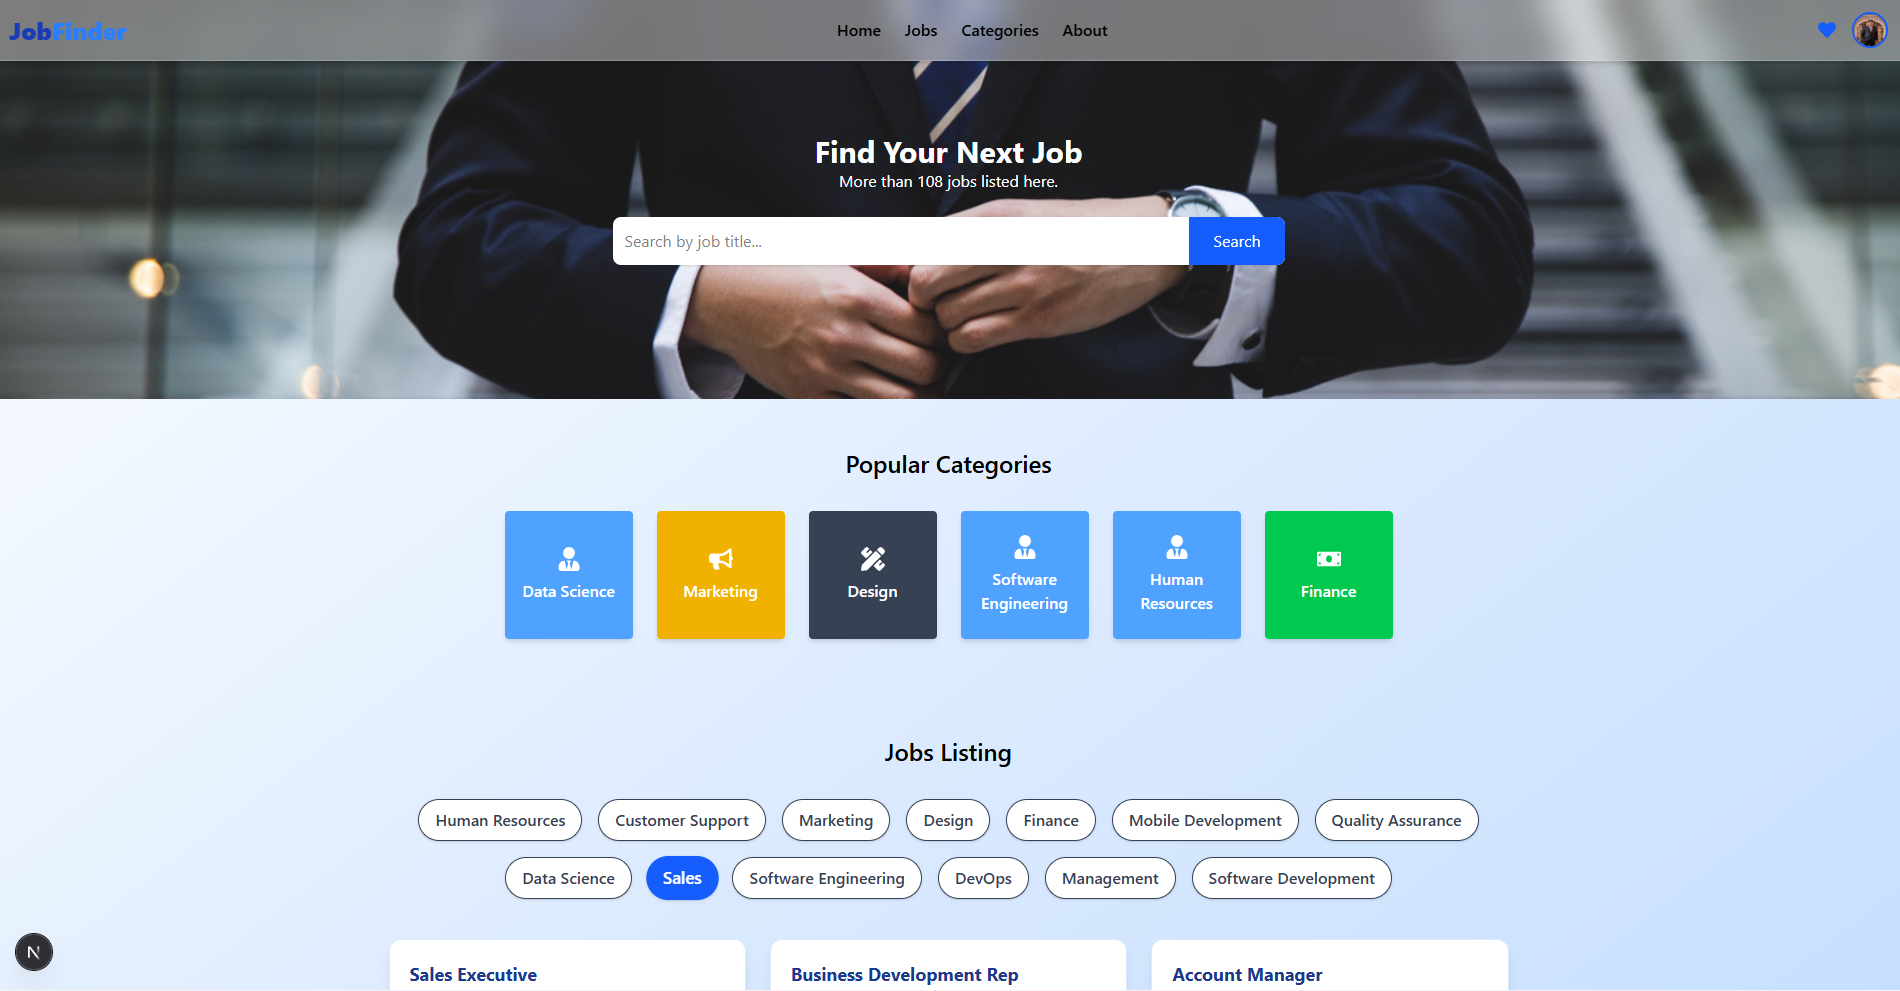 JobFinder
Home Jobs Categories About
Find Your Next Job
More than 108 jobs listed here.
Search by job title... Search
Popular Categories
Data Science
Marketing
Design
Software
Engineering
Human
Resources
Finance
Jobs Listing
Human Resources Customer Support Marketing Design Finance Mobile Development Quality Assurance
Data Science Sales Software Engineering DevOps Management Software Development
N
Sales Executive Business Development Rep Account Manager